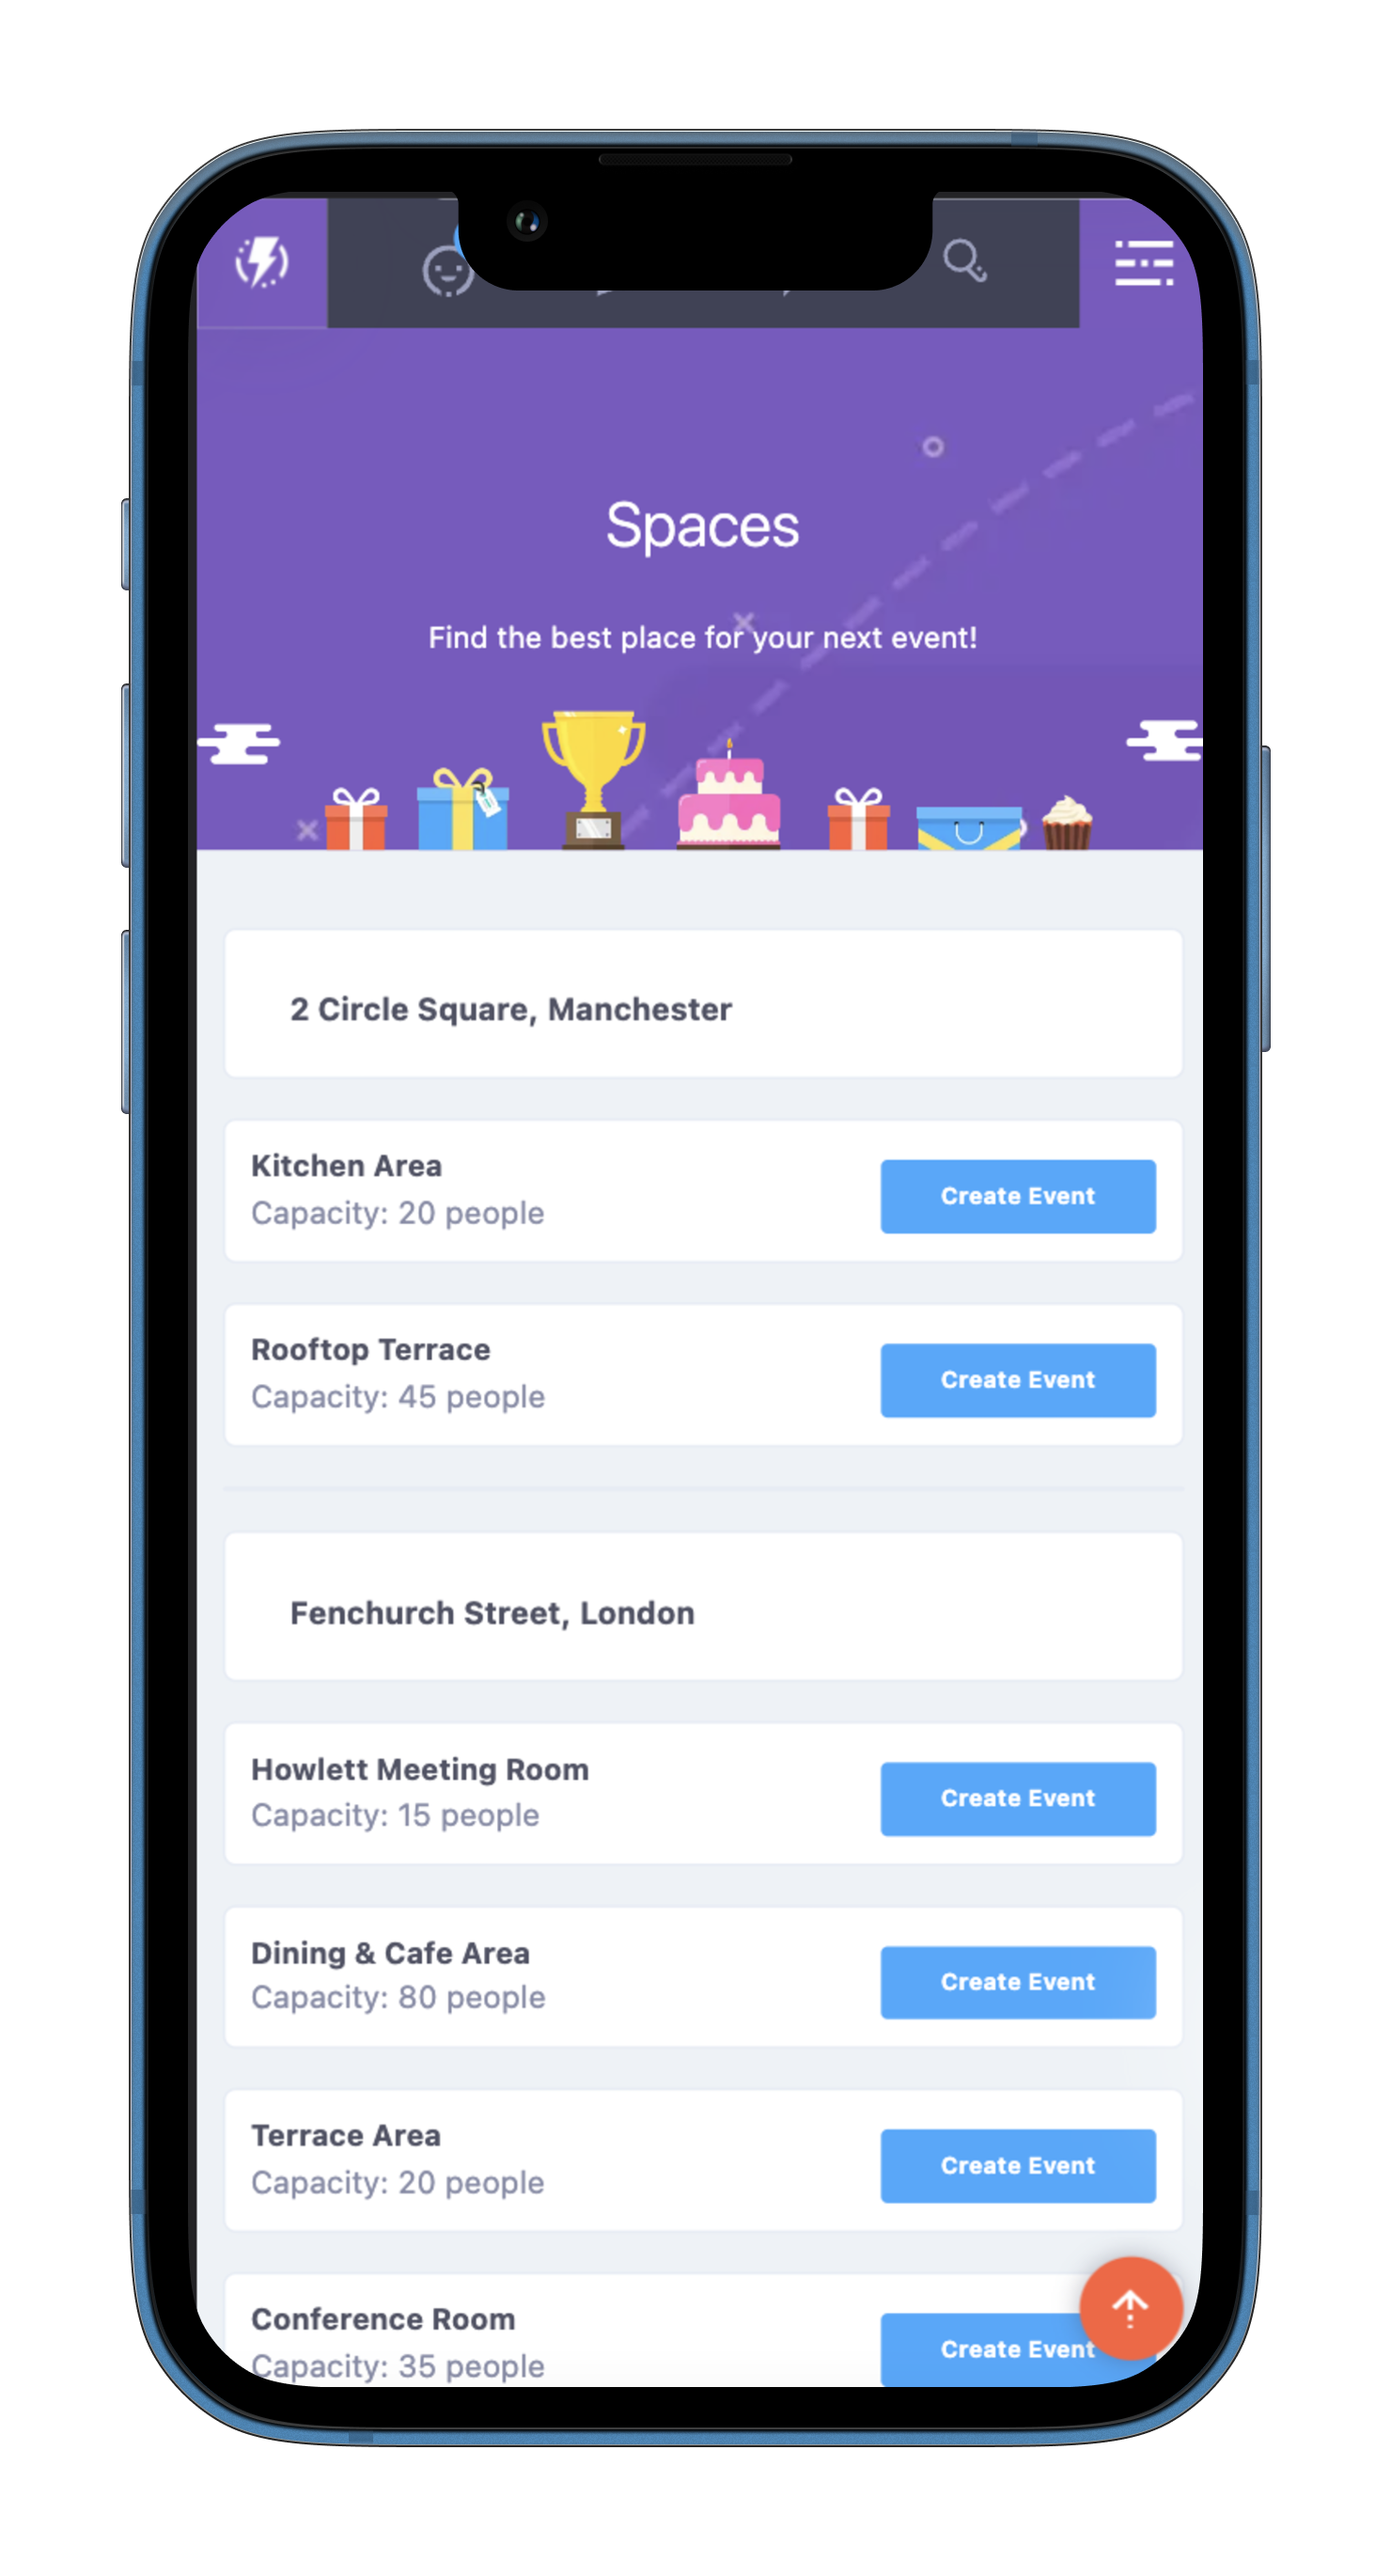 Spaces
Find the best place for your next event!
2 Circle Square, Manchester
Kitchen Area
Capacity: 20 people
Create Event
Rooftop Terrace
Capacity: 45 people
Create Event
Fenchurch Street, London
Howlett Meeting Room
Capacity: 15 people
Create Event
Dining & Cafe Area
Capacity: 80 people
Create Event
Terrace Area
Capacity: 20 people
Create Event
Conference Room
Capacity: 35 people
Create Event